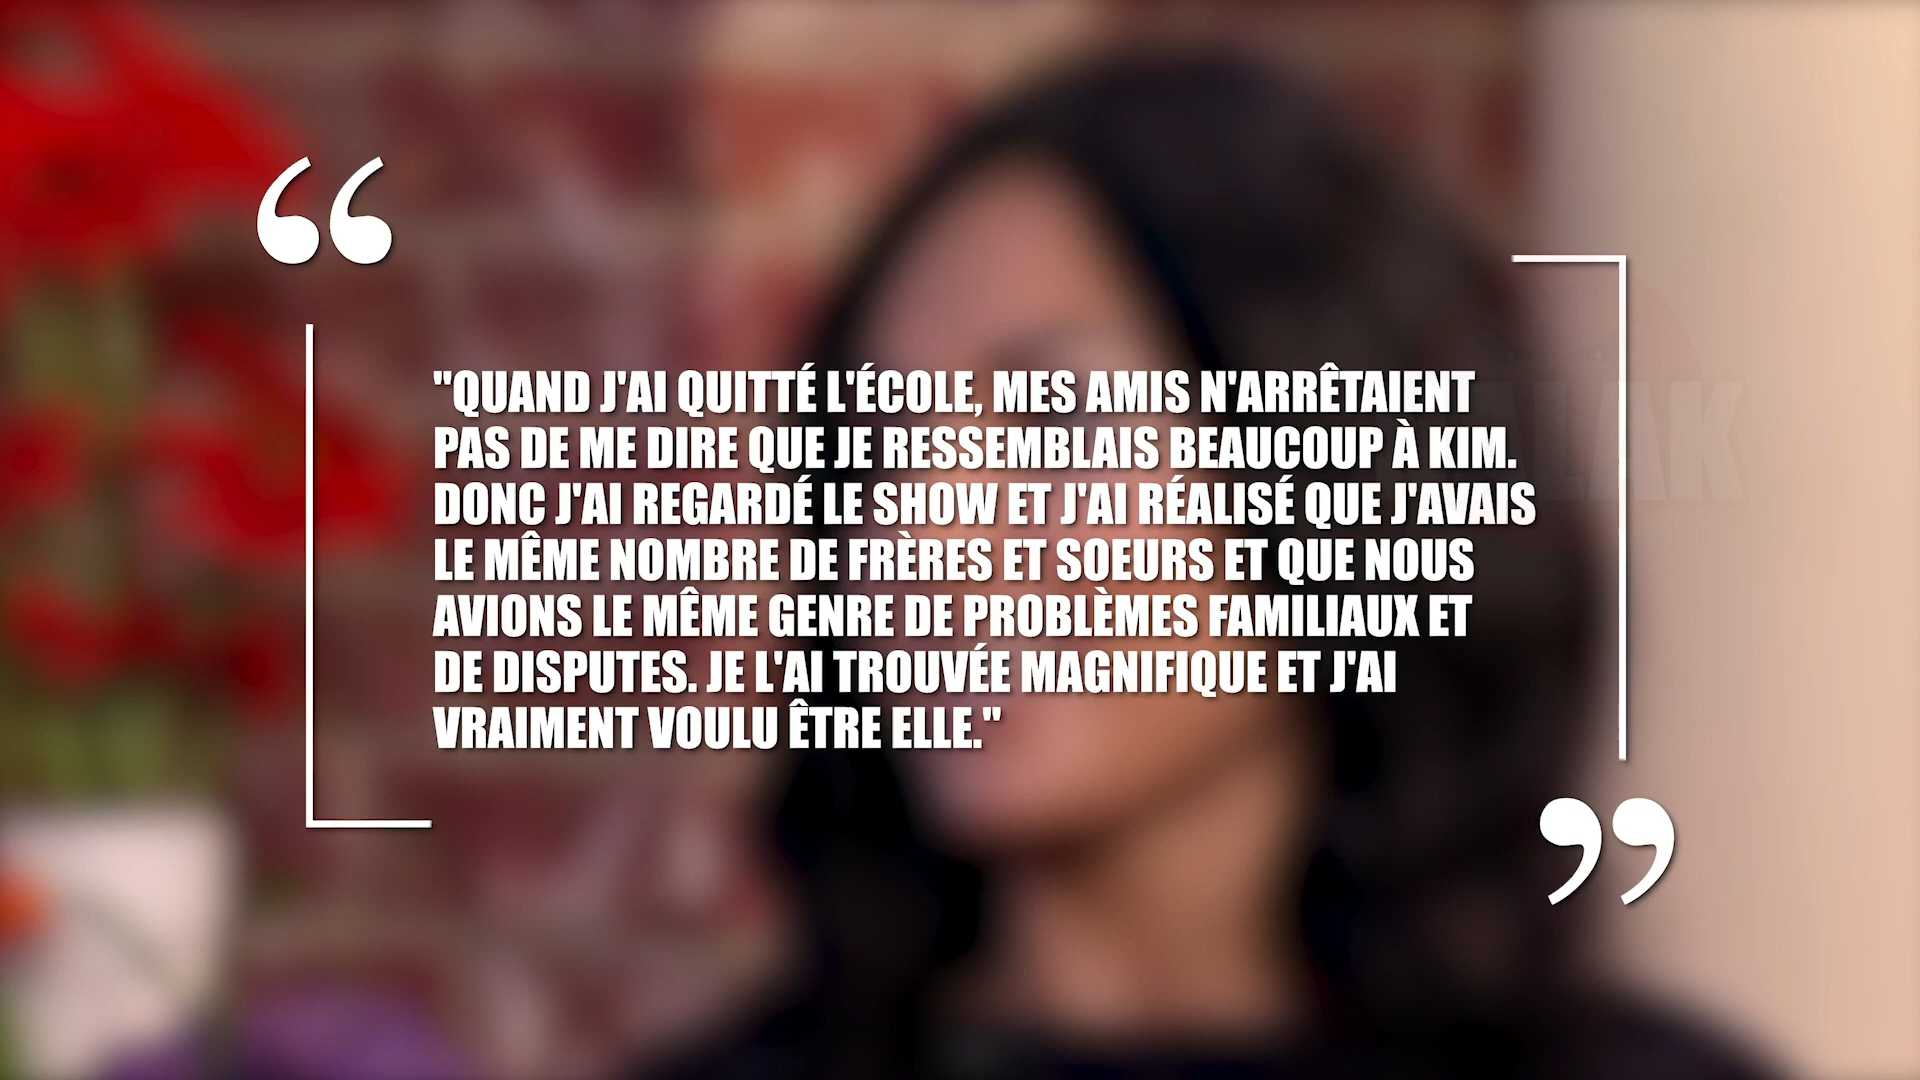 "QUAND J'AI QUITTÉ L'ÉCOLE, MES AMIS N'ARRÊTAIENT
PAS DE ME DIRE QUE JE RESSEMBLAIS BEAUCOUP À KIM.
DONC J'AI REGARDÉ LE SHOW ET J'AI RÉALISÉ QUE J'AVAIS
LE MÊME NOMBRE DE FRÈRES ET SOEURS ET QUE NOUS
AVIONS LE MÊME GENRE DE PROBLÈMES FAMILIAUX ET
DE DISPUTES. JE L'AI TROUVÉE MAGNIFIQUE ET J'AI
VRAIMENT VOULU ÊTRE ELLE."